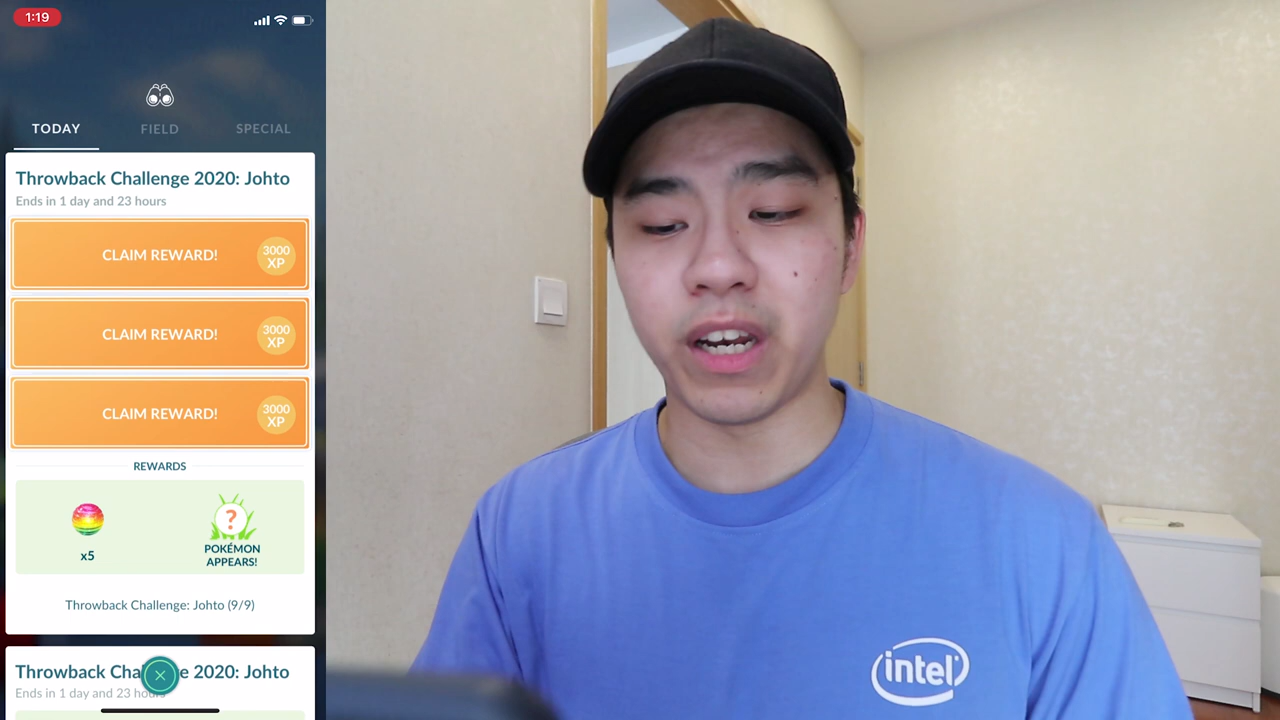 1:19
TODAY
FIELD
SPECIAL
Throwback Challenge 2020: Johto
Ends in 1 day and 23 hours
CLAIM REWARD!
3000
XP
CLAIM REWARD!
3000
XP
CLAIM REWARD!
3000
XP
REWARDS
?
x5
POKÉMON
APPEARS!
Throwback Challenge: Johto (9/9)
Throwback Cha e 2020: Johto
Ends in 1 day and 23 hours
intel